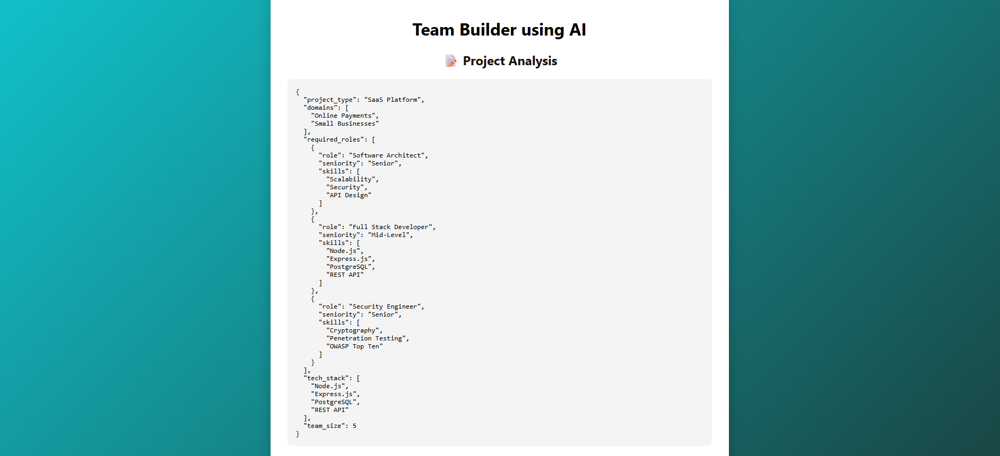 Team Builder using AI
📝 Project Analysis
{
  "project_type": "SaaS Platform",
  "domains": [
    "Online Payments",
    "Small Businesses"
  ],
  "required_roles": [
    {
      "role": "Software Architect",
      "seniority": "Senior",
      "skills": [
        "Scalability",
        "Security",
        "API Design"
      ]
    },
    {
      "role": "Full Stack Developer",
      "seniority": "Mid-Level",
      "skills": [
        "Node.js",
        "Express.js",
        "PostgreSQL",
        "REST API"
      ]
    },
    {
      "role": "Security Engineer",
      "seniority": "Senior",
      "skills": [
        "Cryptography",
        "Penetration Testing",
        "OWASP Top Ten"
      ]
    }
  ],
  "tech_stack": [
    "Node.js",
    "Express.js",
    "PostgreSQL",
    "REST API"
  ],
  "team_size": 5
}